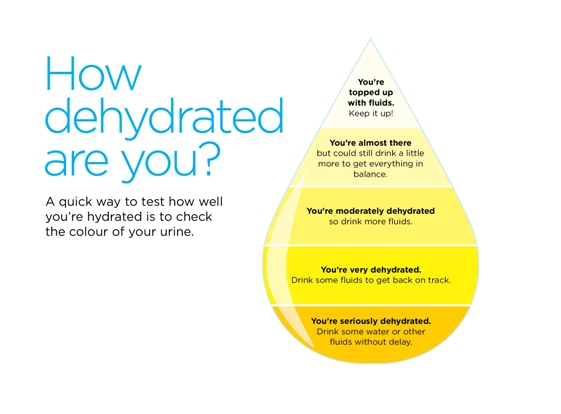 How
dehydrated
are you?
A quick way to test how well
you're hydrated is to check
the colour of your urine.
You're
topped up
with fluids.
Keep it up!
You're almost there
but could still drink a little
more to get everything in
balance.
You're moderately dehydrated
so drink more fluids.
You're very dehydrated.
Drink some fluids to get back on track.
You're seriously dehydrated.
Drink some water or other
fluids without delay.